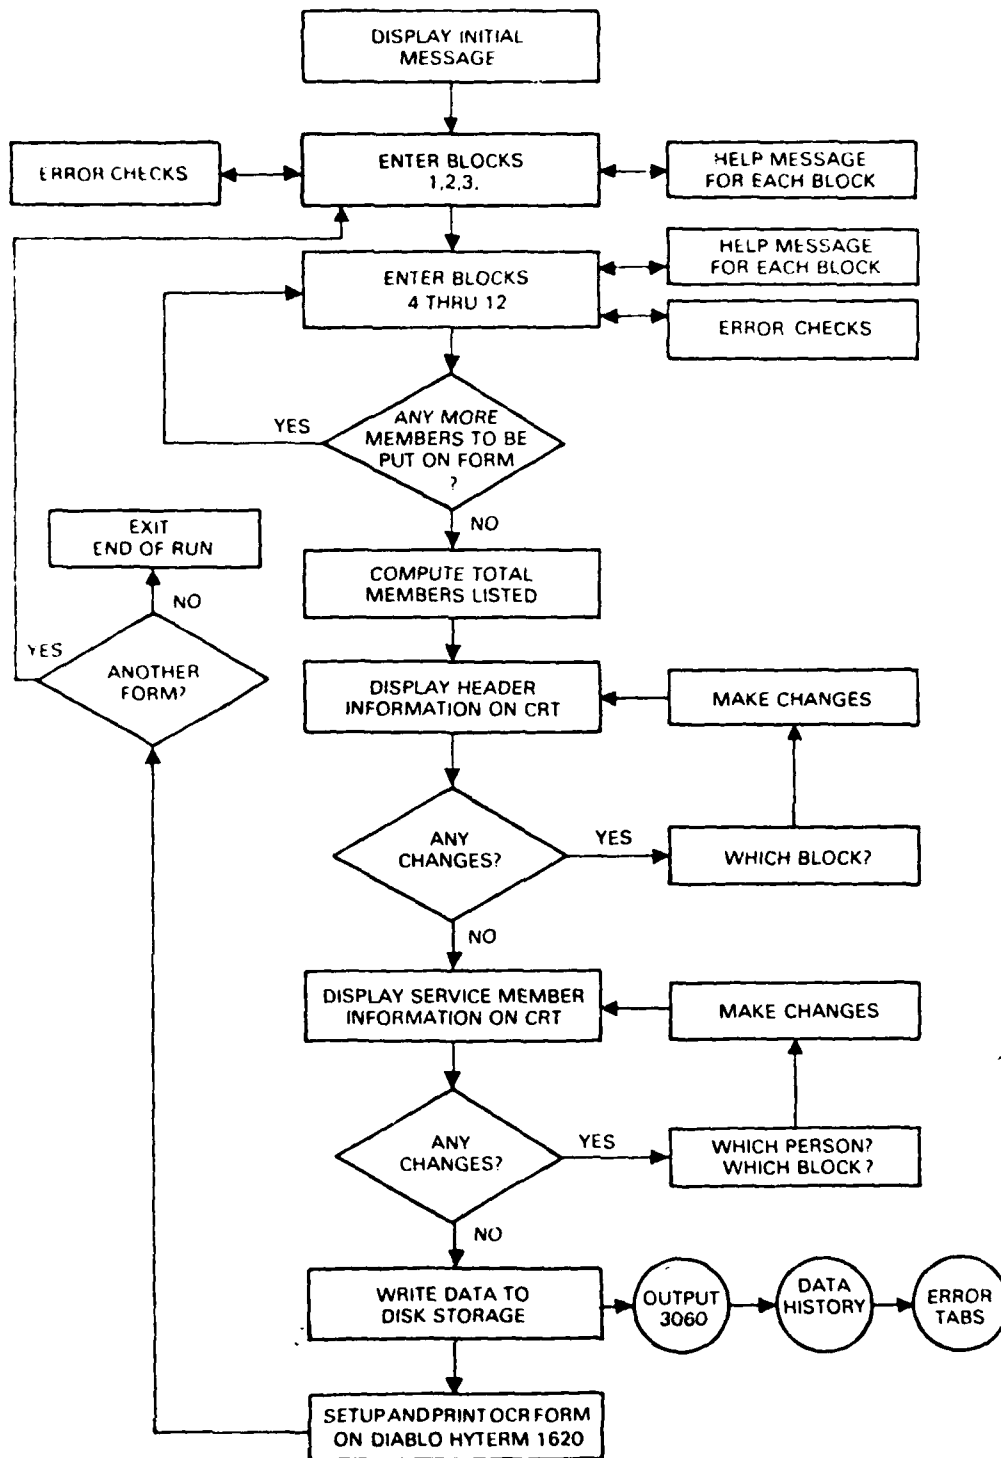 DISPLAY INITIAL
MESSAGE
ERROR CHECKS
ENTER BLOCKS
1,2,3.
HELP MESSAGE
FOR EACH BLOCK
ENTER BLOCKS
4 THRU 12
HELP MESSAGE
FOR EACH BLOCK
ERROR CHECKS
YES
ANY MORE
MEMBERS TO BE
PUT ON FORM
?
NO
EXIT
END OF RUN
NO
YES
ANOTHER
FORM?
COMPUTE TOTAL
MEMBERS LISTED
DISPLAY HEADER
INFORMATION ON CRT
MAKE CHANGES
ANY
CHANGES?
YES
WHICH BLOCK?
NO
DISPLAY SERVICE MEMBER
INFORMATION ON CRT
MAKE CHANGES
ANY
CHANGES?
YES
WHICH PERSON?
WHICH BLOCK?
NO
WRITE DATA TO
DISK STORAGE
OUTPUT
3060
DATA
HISTORY
ERROR
TABS
SETUP AND PRINT OCR FORM
ON DIABLO HYTERM 1620